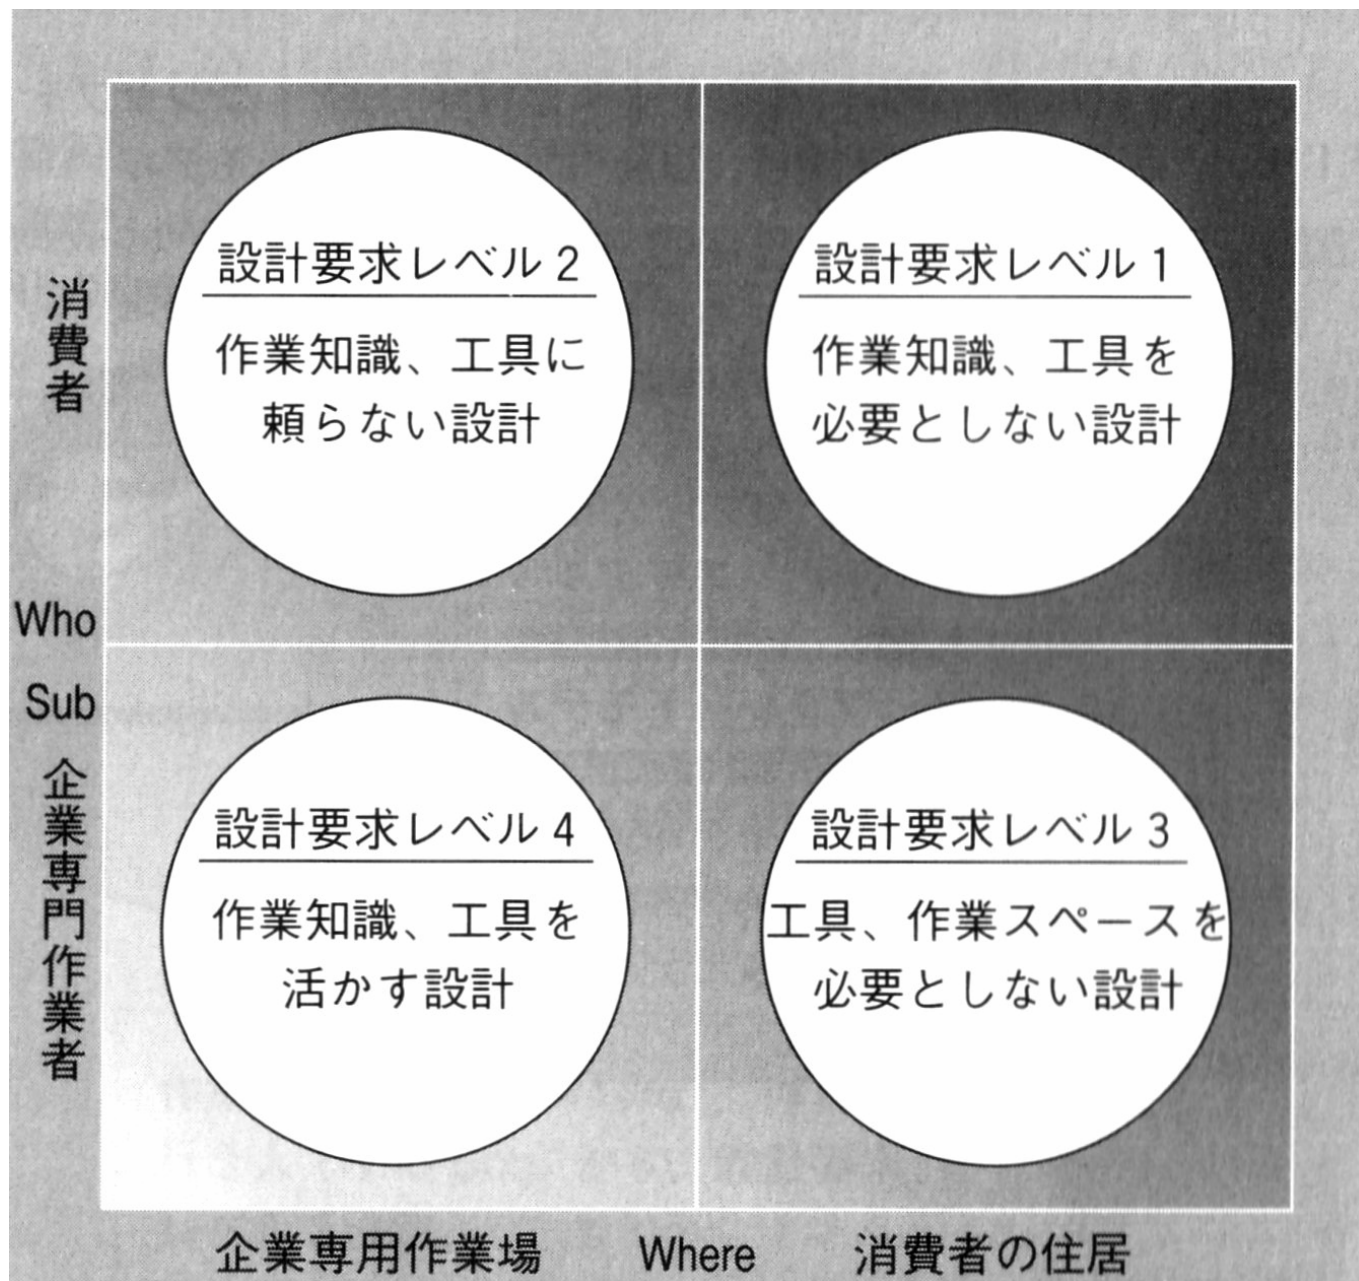 設計要求レベル2
作業知識、工具に
頼らない設計
設計要求レベル1
作業知識、工具を
必要としない設計
消費者
Who
Sub
企業専門作業者
設計要求レベル4
作業知識、工具を
活かす設計
設計要求レベル3
工具、作業スペースを
必要としない設計
企業専用作業場
Where
消費者の住居